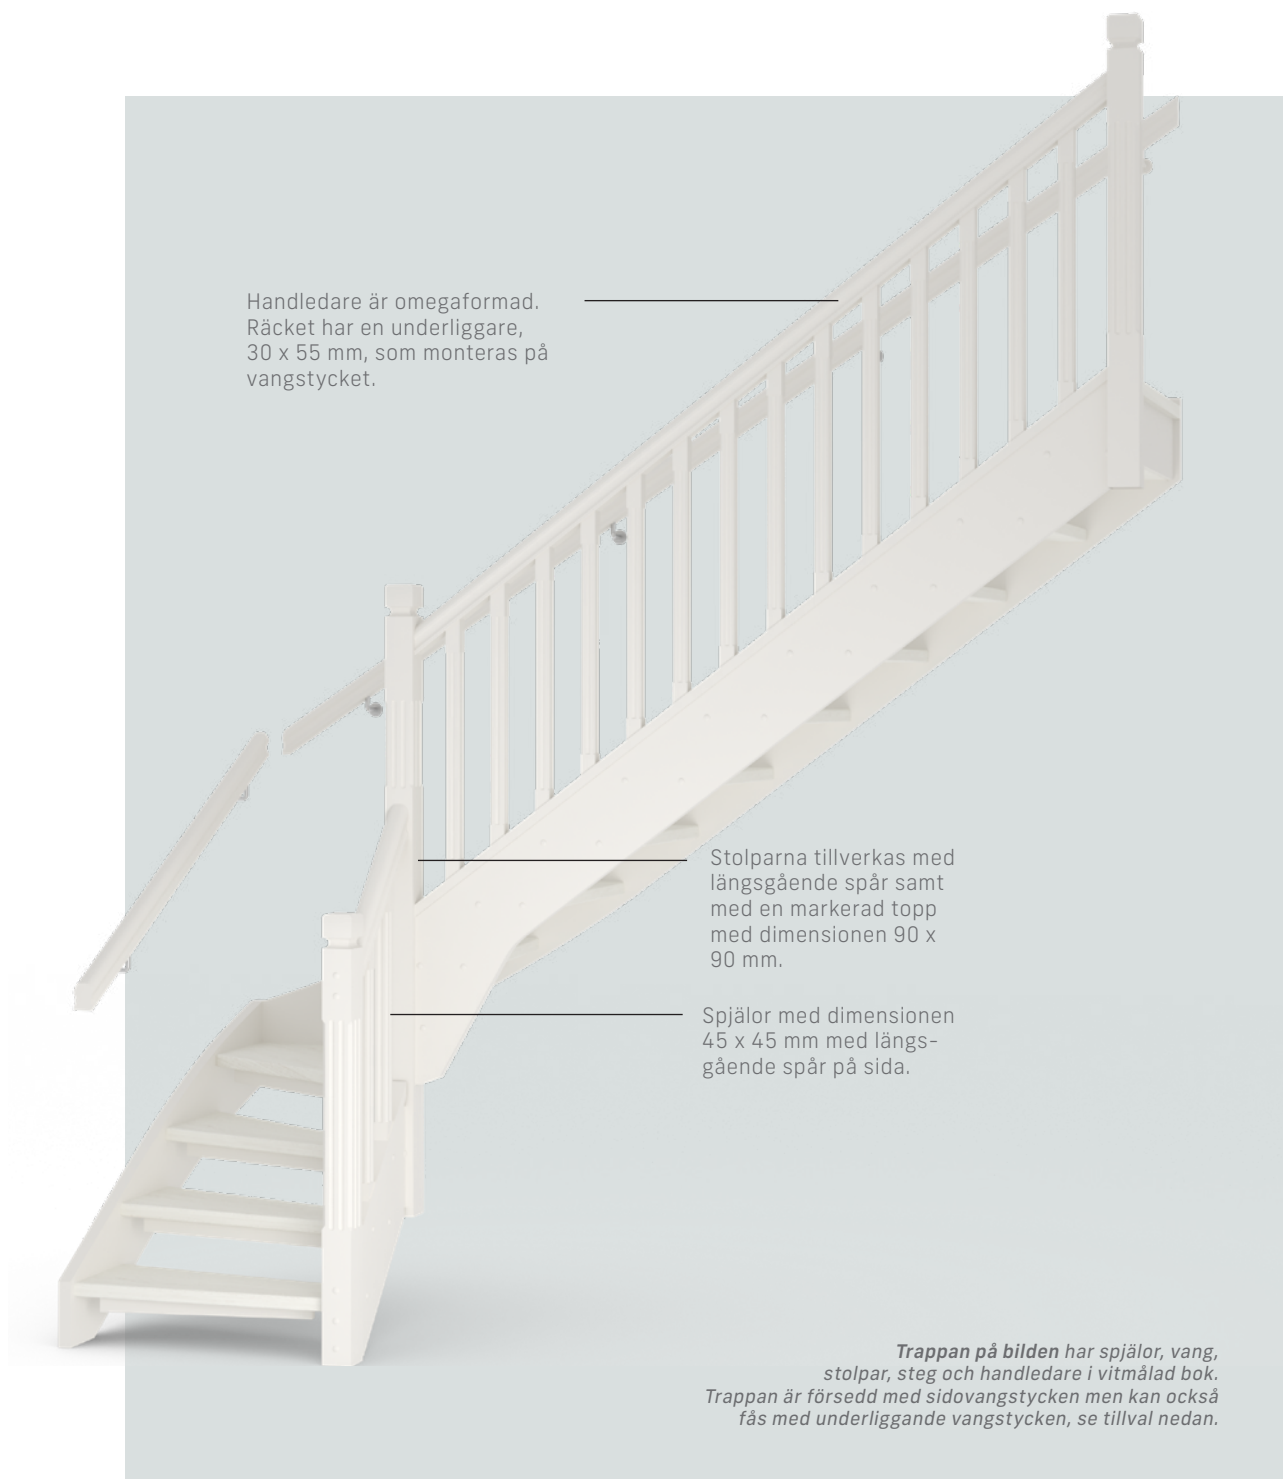 Handledare är omegaformad.
Räcket har en underliggare,
30 x 55 mm, som monteras på
vangstycket.
Stolparna tillverkas med
längsgående spår samt
med en markerad topp
med dimensionen 90 x
90 mm.
Spjälor med dimensionen
45 x 45 mm med längs-
gående spår på sida.
Trappan på bilden har spjälor, vang,
stolpar, steg och handledare i vitmålad bok.
Trappan är försedd med sidovangstycken men kan också
fås med underliggande vangstycken, se tillval nedan.